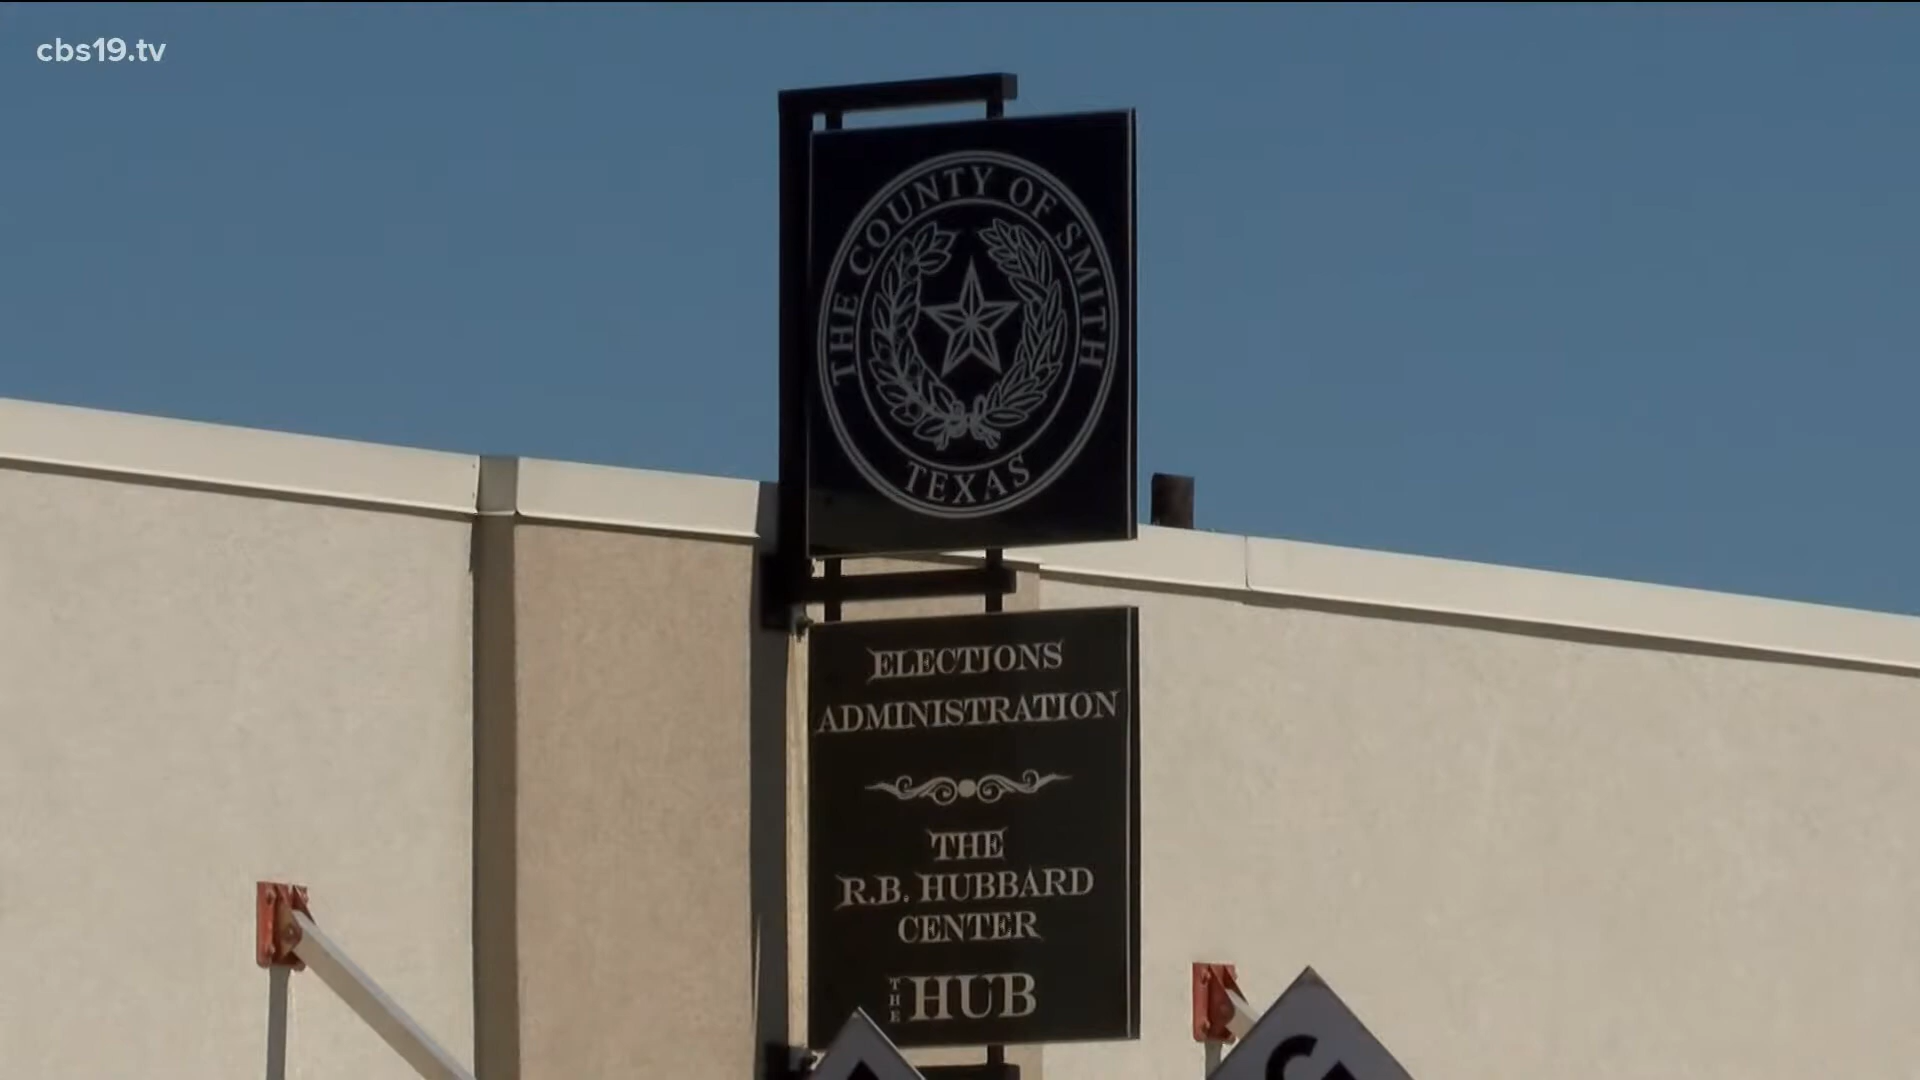 cbs19.tv
THE COUNTY OF SMITH
TEXAS
ELECTIONS
ADMINISTRATION
THE
R.B. HUBBARD
CENTER
THE HUB